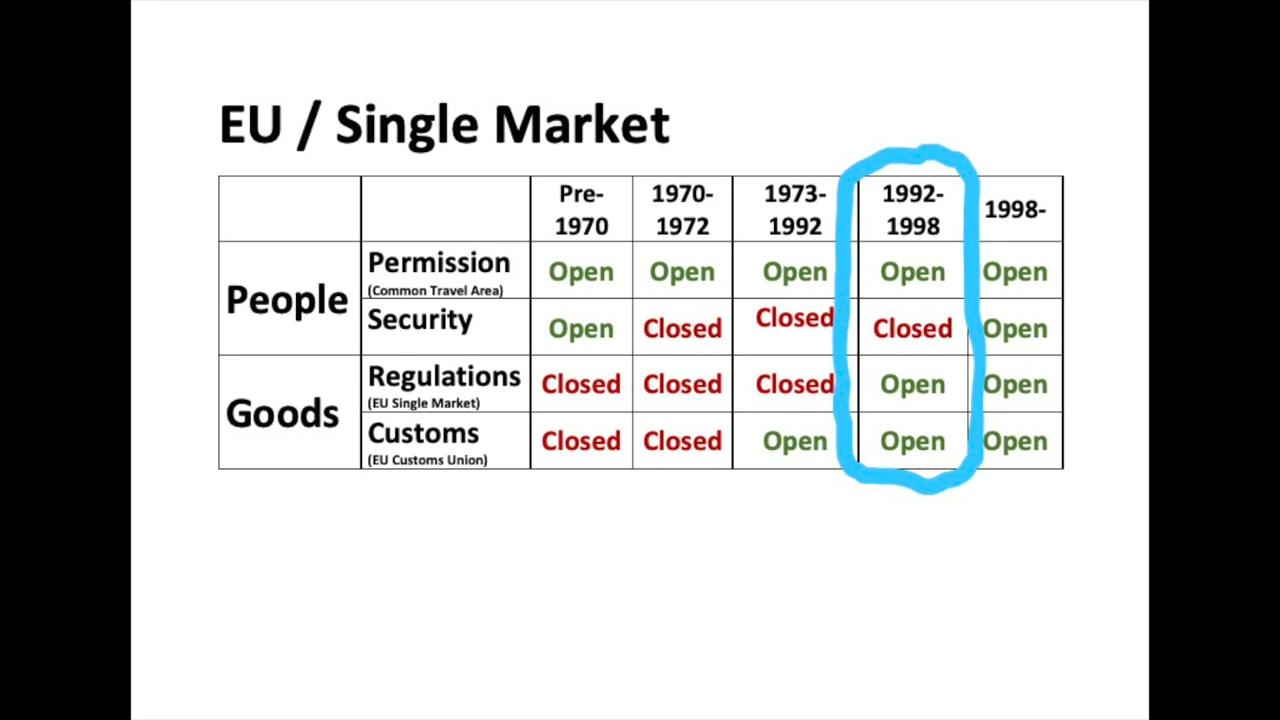 EU / Single Market
Pre-1970 1970-1972 1973-1992 1992-1998 1998-
People Permission (Common Travel Area) Open Open Open Open Open
Security Open Closed Closed Closed Open
Goods Regulations (EU Single Market) Closed Closed Closed Open Open
Customs (EU Customs Union) Closed Closed Open Open Open